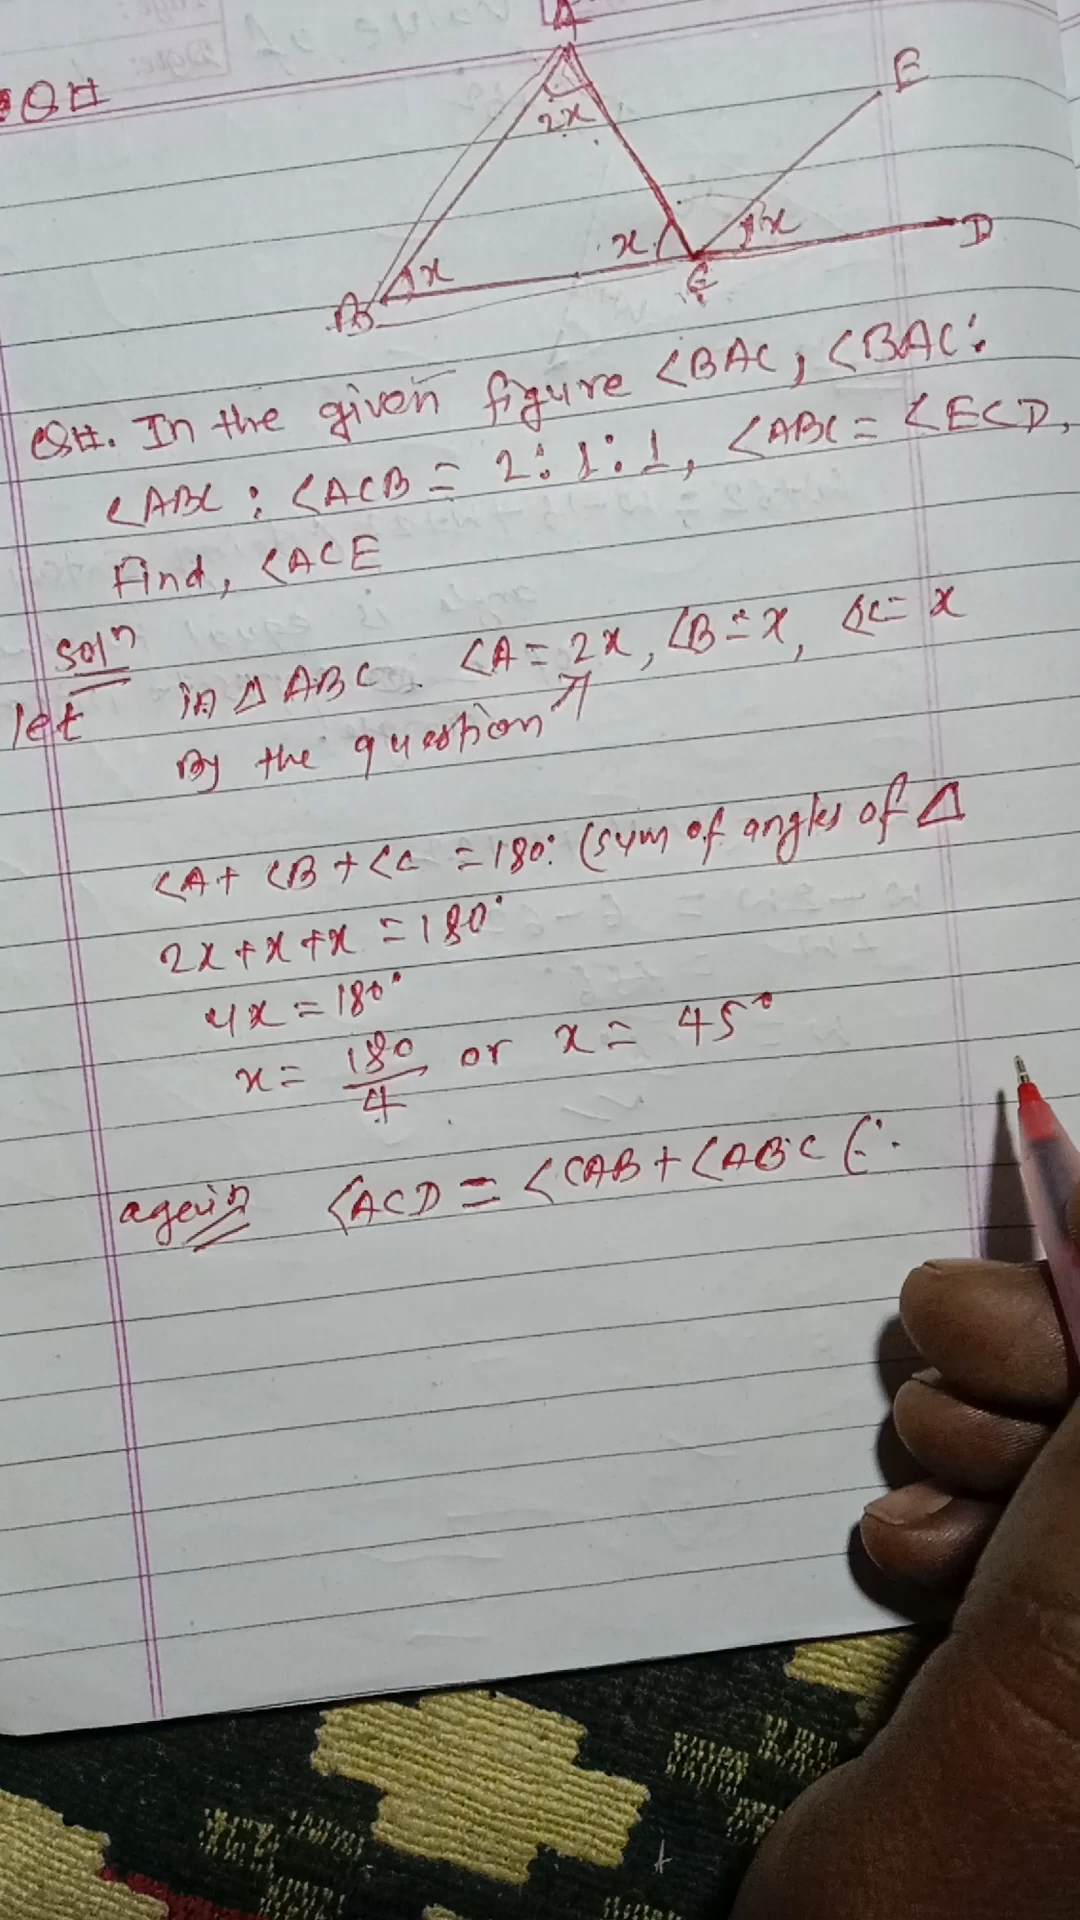 Q#
A
E
2x
x
x
x
D
B
C
Q#. In the given figure <BAC, <BAC:
<ABC : <ACB = 2:1:1, <ABC = <ECD,
Find, <ACE
Solⁿ
let in Δ ABC. <A = 2x, <B = x, <C = x
By the question
<A + <B + <C = 180° (sum of angles of Δ
2x + x + x = 180°
4x = 180°
x = 180/4 or x = 45°
again <ACD = <CAB + <ABC (∵